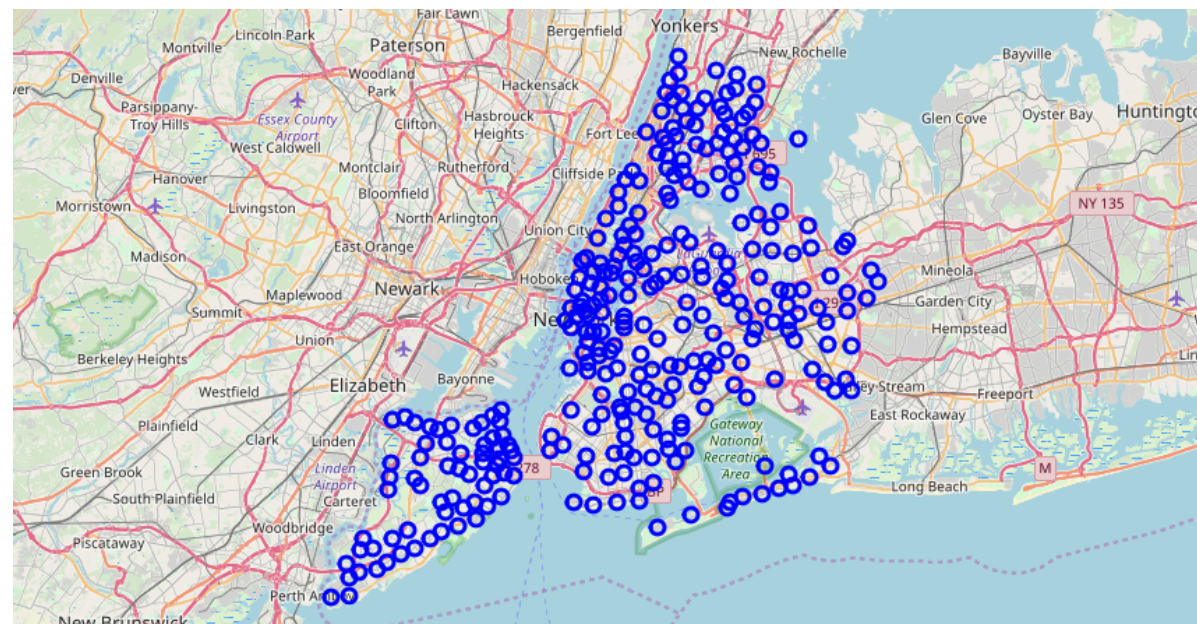 Fair Lawn
Yonkers
Lincoln Park
Bergenfield
Montville
Paterson
New Rochelle
Bayville
Denville
Woodland
Park
Hackensack
Parsippany-
Troy Hills
Essex County
Airport
Clifton
Hasbrouck
Heights
Fort Lee
Glen Cove
Oyster Bay
Huntington
West Caldwell
695
Hanover
Montclair
Rutherford
Cliffside
Bloomfield
Morristown
Livingston
North Arlington
NY 135
Union City
East Orange
Madison
Mineola
Newark
Maplewood
Garden City
Summit
Union
Hempstead
Berkeley Heights
Elizabeth
Bayonne
Westfield
Valley Stream
Freeport
East Rockaway
Plainfield
Clark
Linden
Gateway
National
Recreation
Area
Green Brook
Linden
Airport
278
M
Long Beach
South Plainfield
Carteret
BP
Woodbridge
Piscataway
Perth
New Brunswick